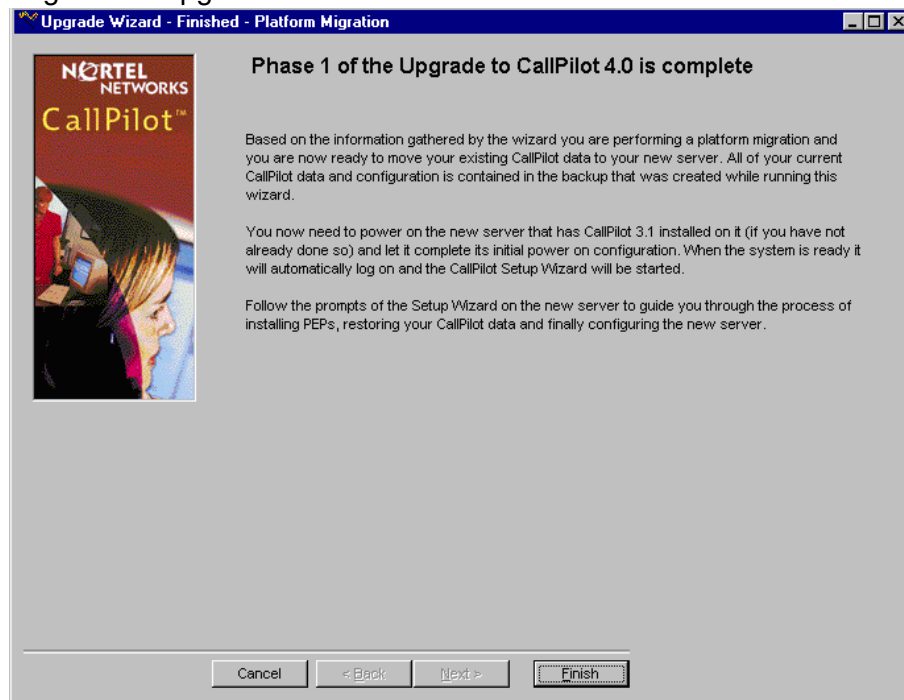 Upgrade Wizard - Finished - Platform Migration
NORTEL
NETWORKS
CallPilot™
Phase 1 of the Upgrade to CallPilot 4.0 is complete
Based on the information gathered by the wizard you are performing a platform migration and
you are now ready to move your existing CallPilot data to your new server. All of your current
CallPilot data and configuration is contained in the backup that was created while running this
wizard.
You now need to power on the new server that has CallPilot 3.1 installed on it (if you have not
already done so) and let it complete its initial power on configuration. When the system is ready it
will automatically log on and the CallPilot Setup Wizard will be started.
Follow the prompts of the Setup Wizard on the new server to guide you through the process of
installing PEPs, restoring your CallPilot data and finally configuring the new server.
Cancel
< Back
Next >
Finish